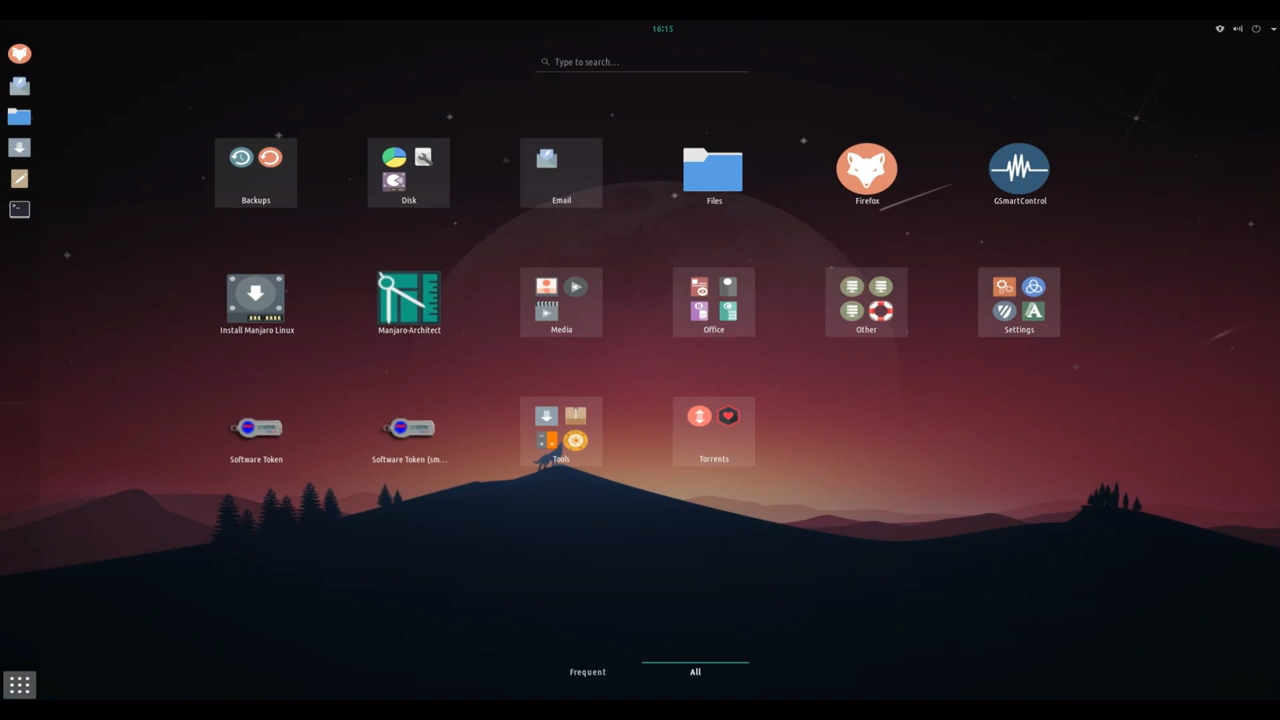 16:15
Type to search...
Backups
Disk
Email
Files
Firefox
GSmartControl
Install Manjaro Linux
Manjaro-Architect
Media
Office
Other
Settings
Software Token
Software Token (sm...
Tools
Torrents
Frequent
All